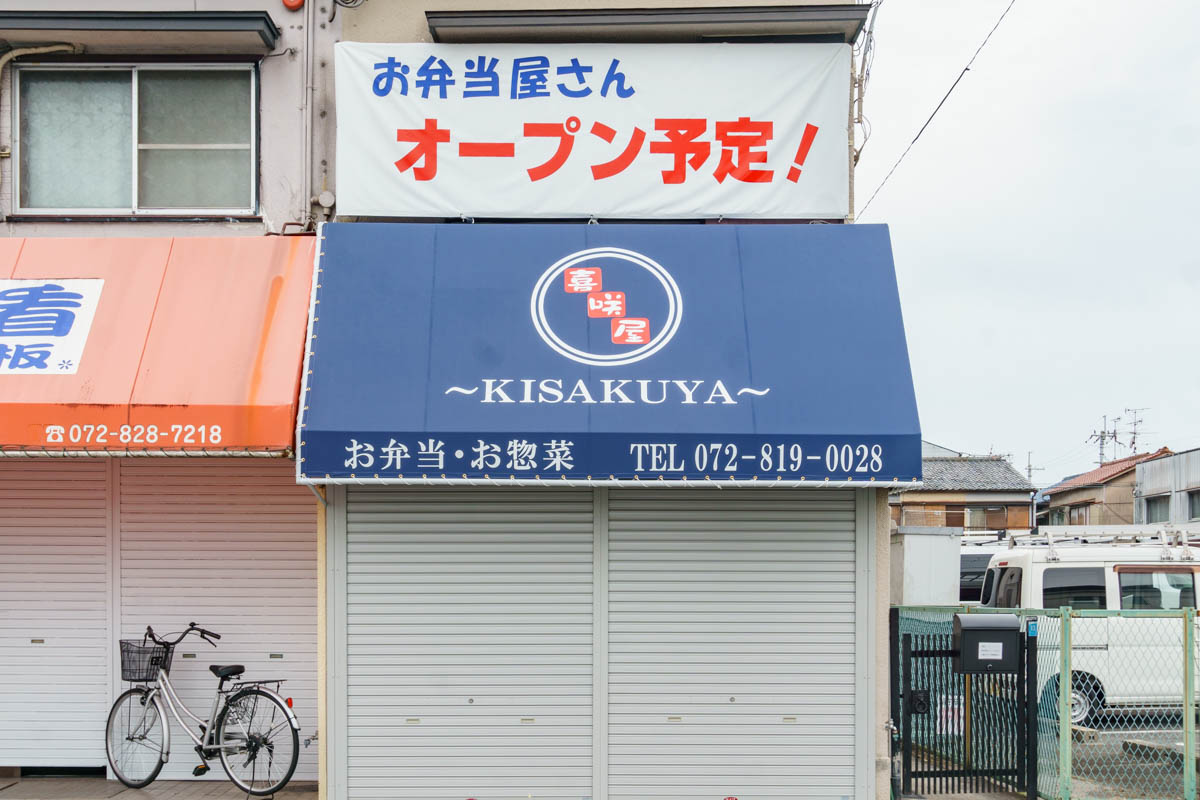 お弁当屋さん
オープン予定!
喜
咲
屋
～KISAKUYA～
お弁当・お惣菜 TEL 072-819-0028
看
板
☎072-828-7218